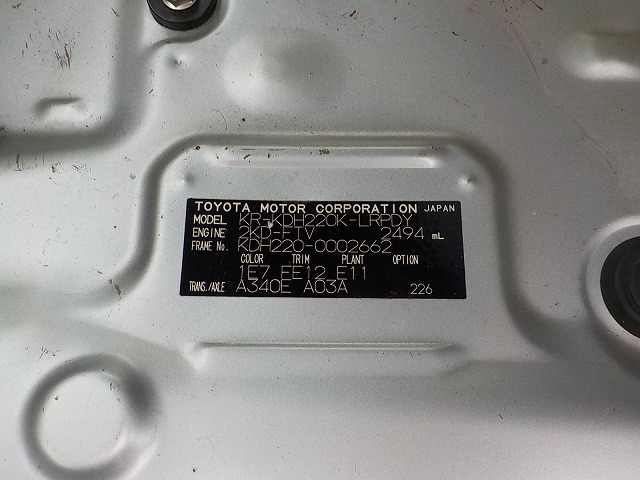 TOYOTA MOTOR CORPORATION JAPAN
MODEL KR-KDH220K-LRPDY
ENGINE 2KD-FTV 2494 mL
FRAME No. KDH220-0002662
COLOR TRIM PLANT OPTION
1E7 FE12 E11
TRANS./AXLE A340E A03A 226